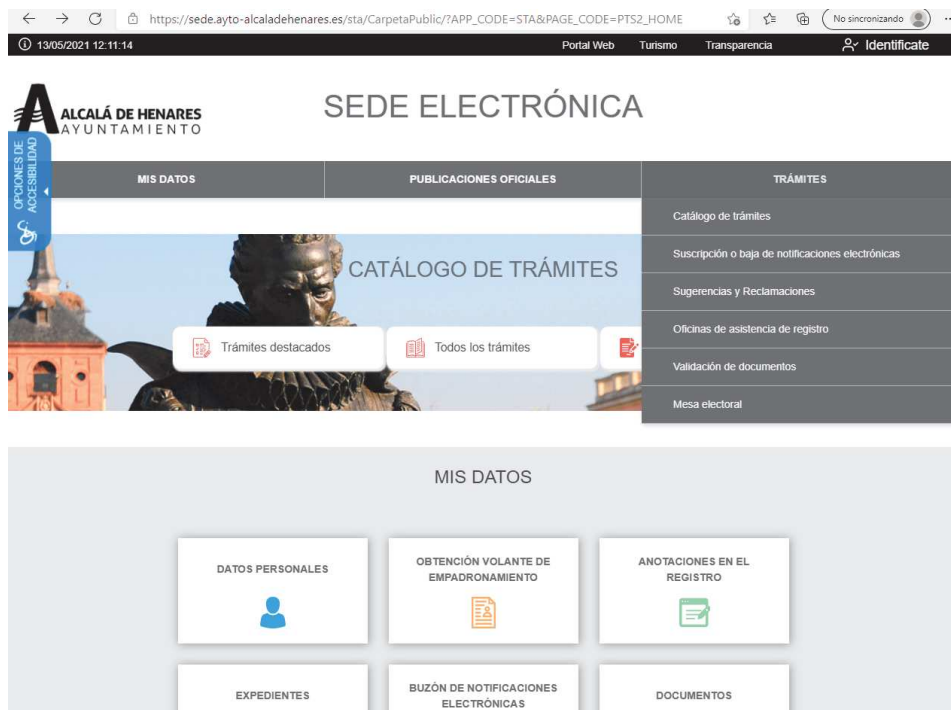 https://sede.ayto-alcaladehenares.es/sta/CarpetaPublic/?APP_CODE=STA&PAGE_CODE=PTS2_HOME
No sincronizando
13/05/2021 12:11:14
Portal Web
Turismo
Transparencia
Identificate
ALCALÁ DE HENARES
AYUNTAMIENTO
SEDE ELECTRÓNICA
OPCIONES DE
ACCESIBILIDAD
MIS DATOS
PUBLICACIONES OFICIALES
TRÁMITES
Catálogo de trámites
Suscripción o baja de notificaciones electrónicas
Sugerencias y Reclamaciones
Oficinas de asistencia de registro
Validación de documentos
Mesa electoral
CATÁLOGO DE TRÁMITES
Trámites destacados
Todos los trámites
MIS DATOS
DATOS PERSONALES
OBTENCIÓN VOLANTE DE
EMPADRONAMIENTO
ANOTACIONES EN EL
REGISTRO
EXPEDIENTES
BUZÓN DE NOTIFICACIONES
ELECTRÓNICAS
DOCUMENTOS